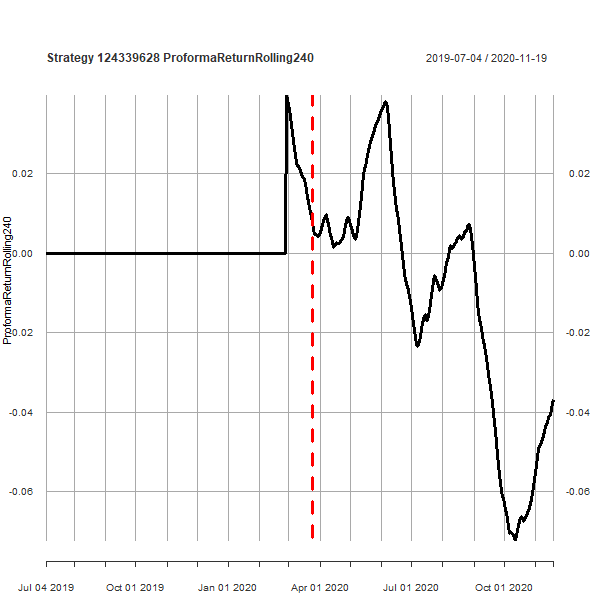 Strategy 124339628 ProformaReturnRolling240
2019-07-04 / 2020-11-19
ProformaReturnRolling240
0.02
0.00
-0.02
-0.04
-0.06
0.02
0.00
-0.02
-0.04
-0.06
Jul 04 2019
Oct 01 2019
Jan 01 2020
Apr 01 2020
Jul 01 2020
Oct 01 2020